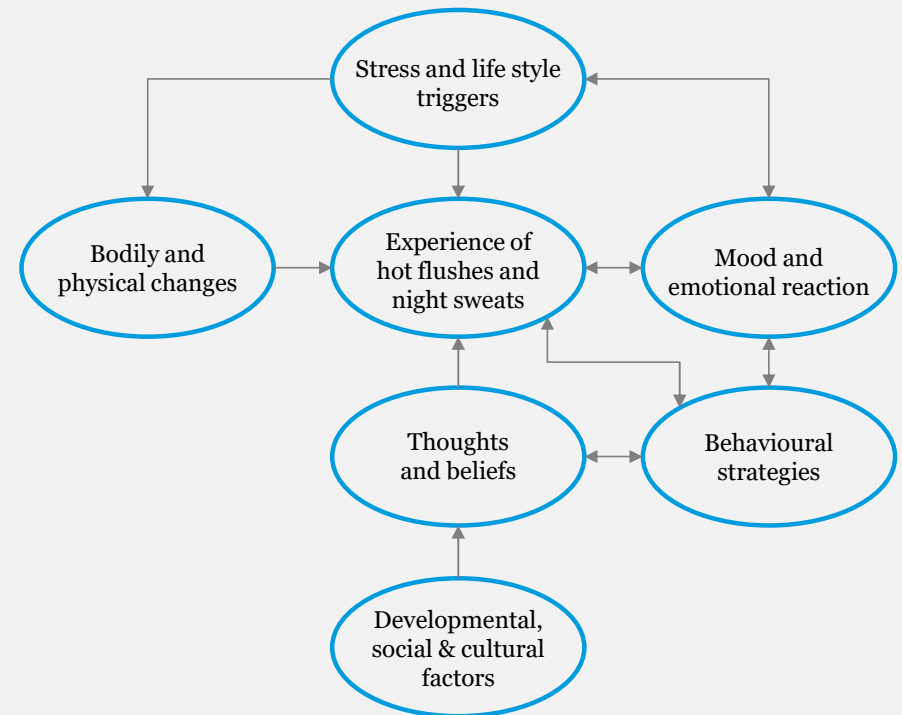 Stress and life style
triggers
Bodily and
physical changes
Experience of
hot flushes and
night sweats
Mood and
emotional reaction
Thoughts
and beliefs
Behavioural
strategies
Developmental,
social & cultural
factors